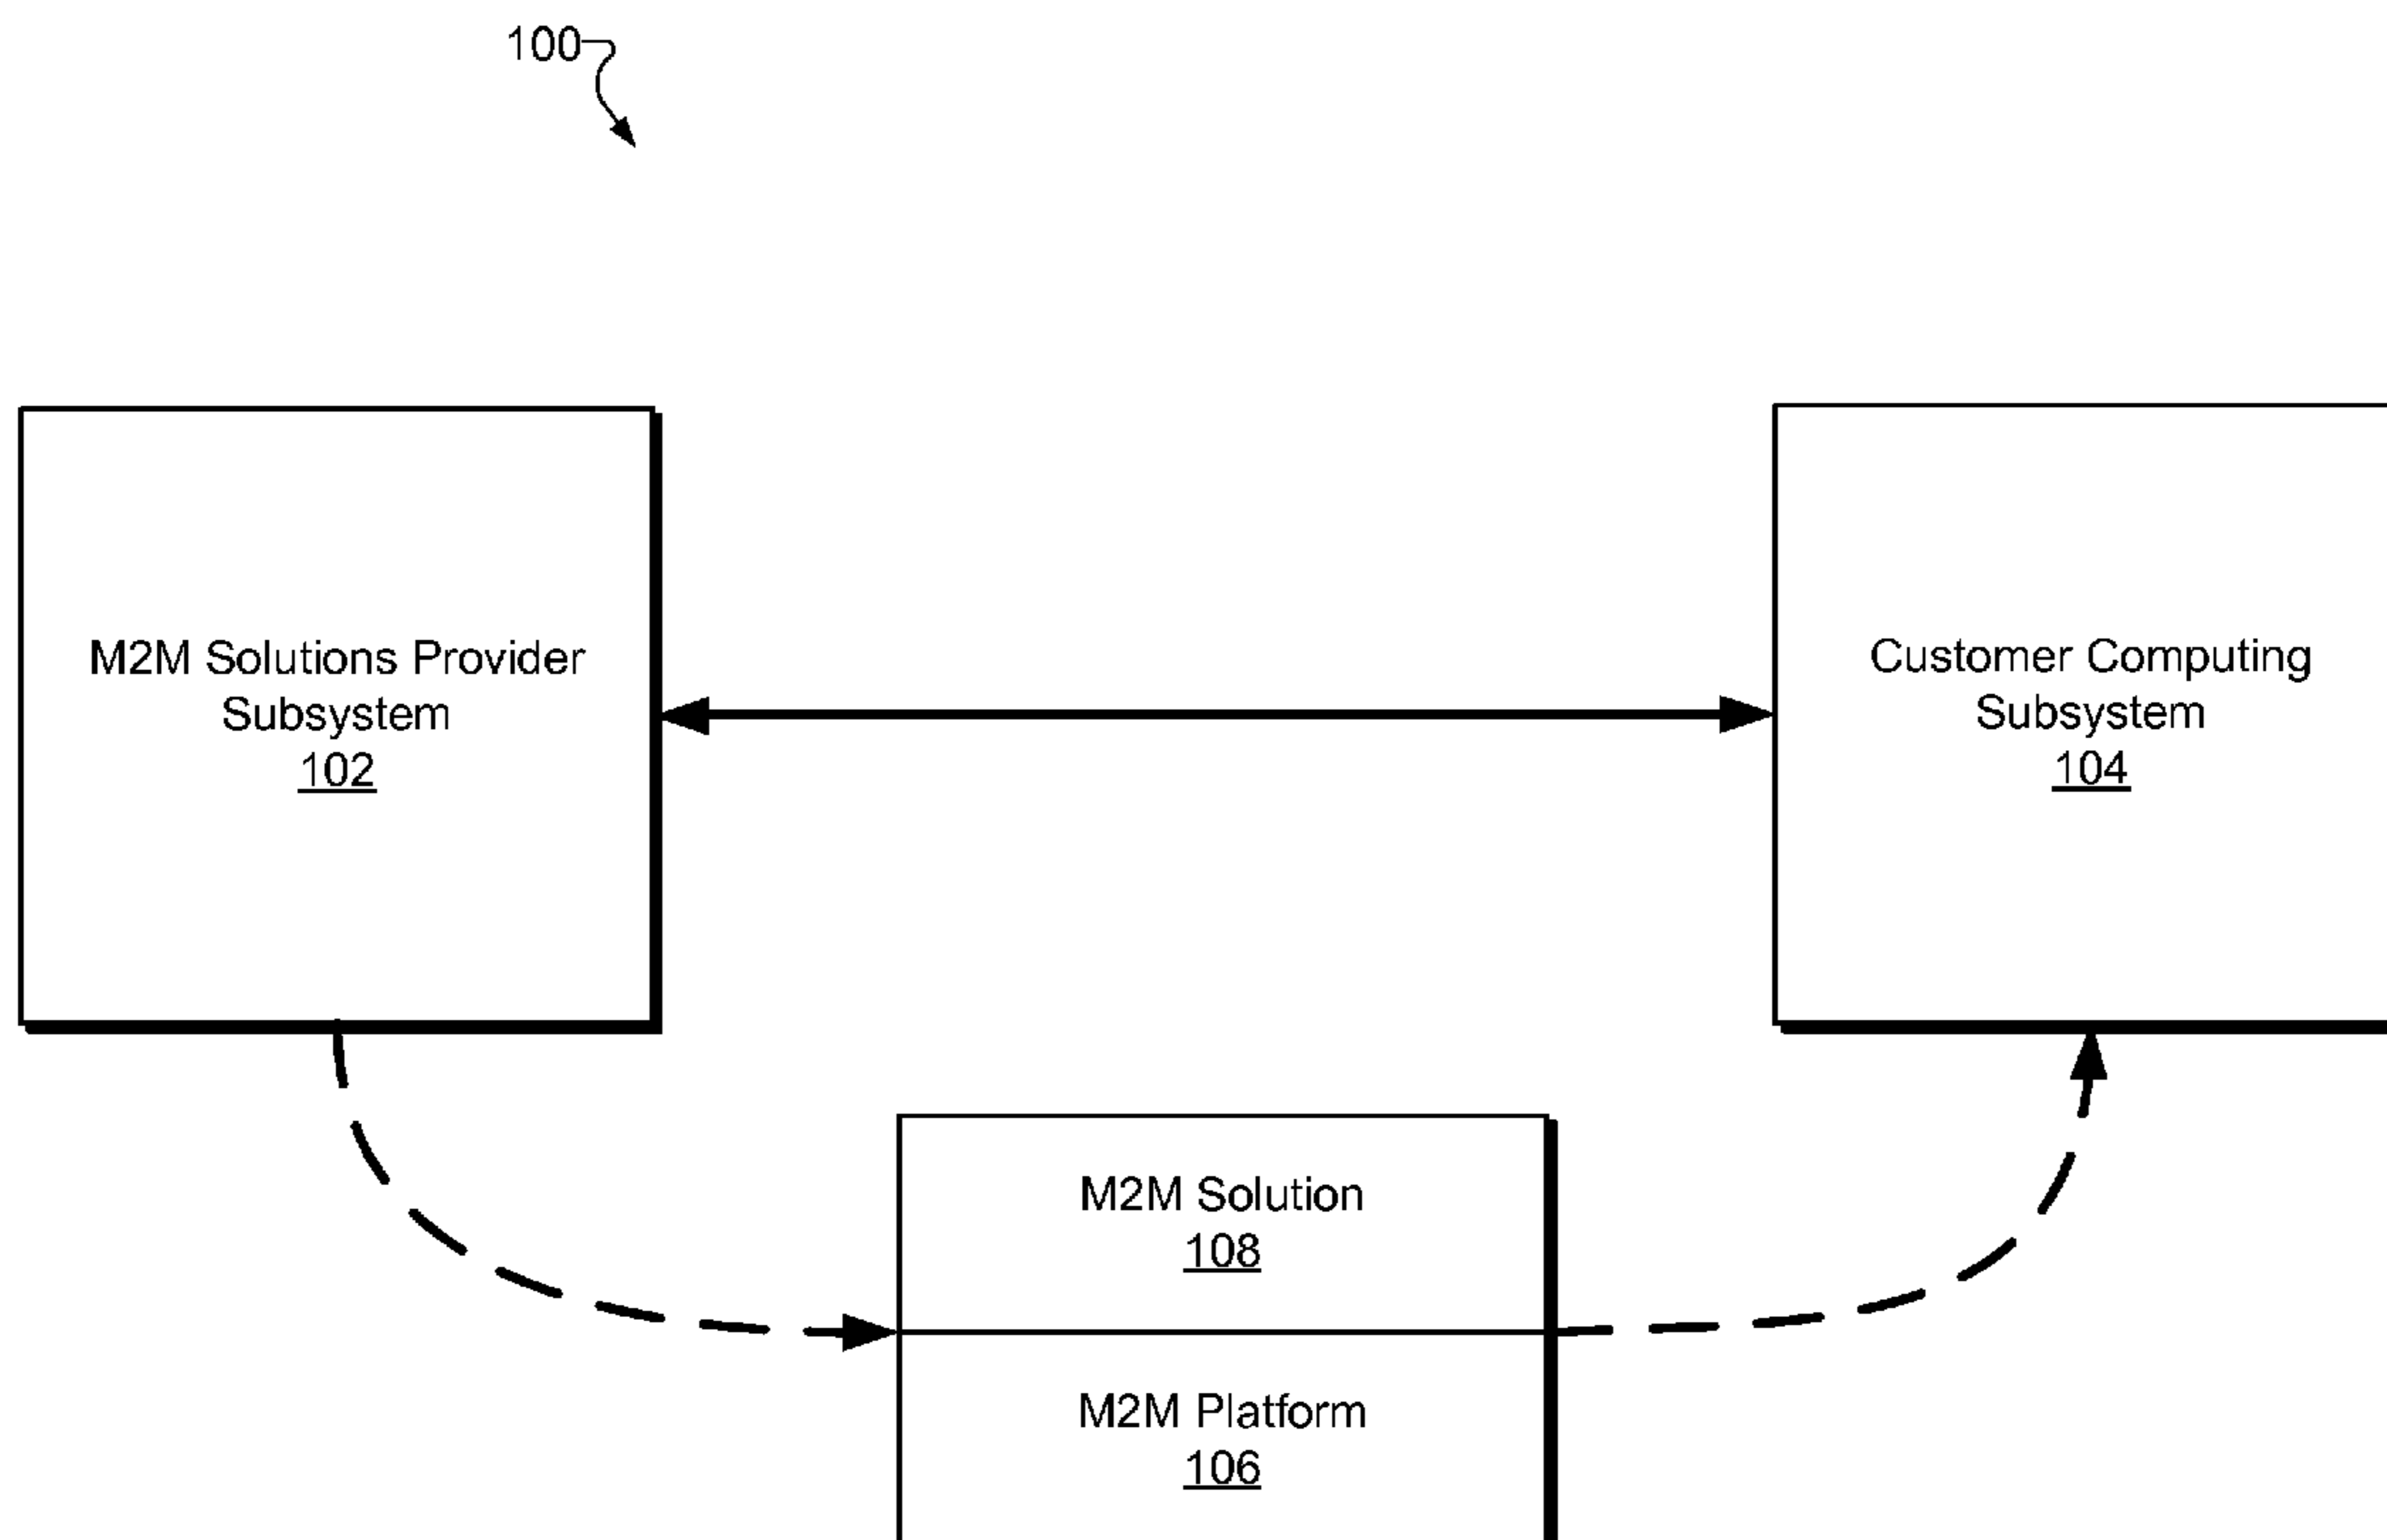 100
M2M Solutions Provider
Subsystem
102
Customer Computing
Subsystem
104
M2M Solution
108
M2M Platform
106